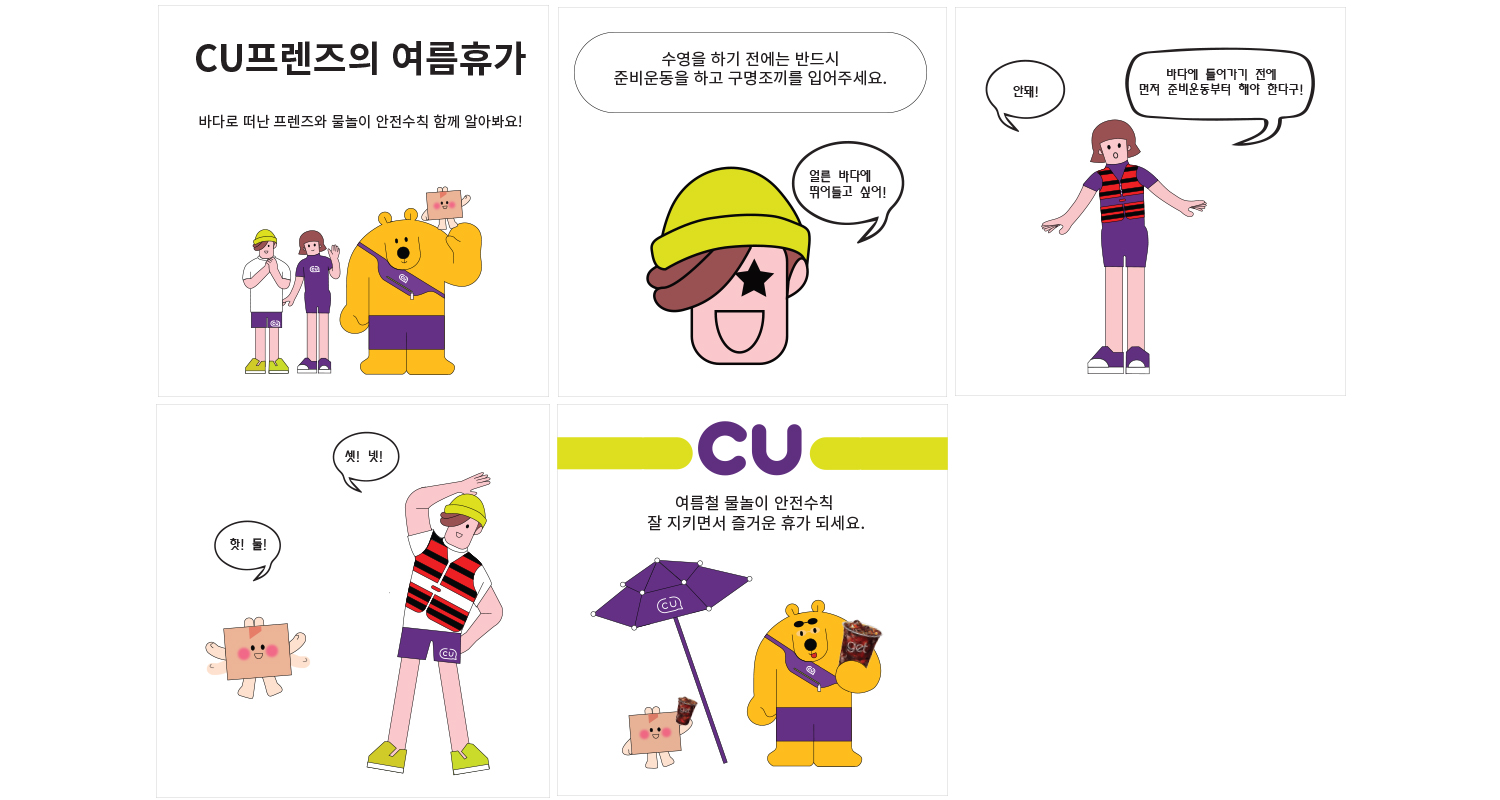 CU프렌즈의 여름휴가
바다로 떠난 프렌즈와 물놀이 안전수칙 함께 알아봐요!
CU
CU
CU
수영을 하기 전에는 반드시
준비운동을 하고 구명조끼를 입어주세요.
얼른 바다에
뛰어들고 싶어!
안돼!
바다에 들어가기 전에
먼저 준비운동부터 해야 한다구!
셋! 넷!
핫! 둘!
CU
CU
여름철 물놀이 안전수칙
잘 지키면서 즐거운 휴가 되세요.
CU
get
CU
get